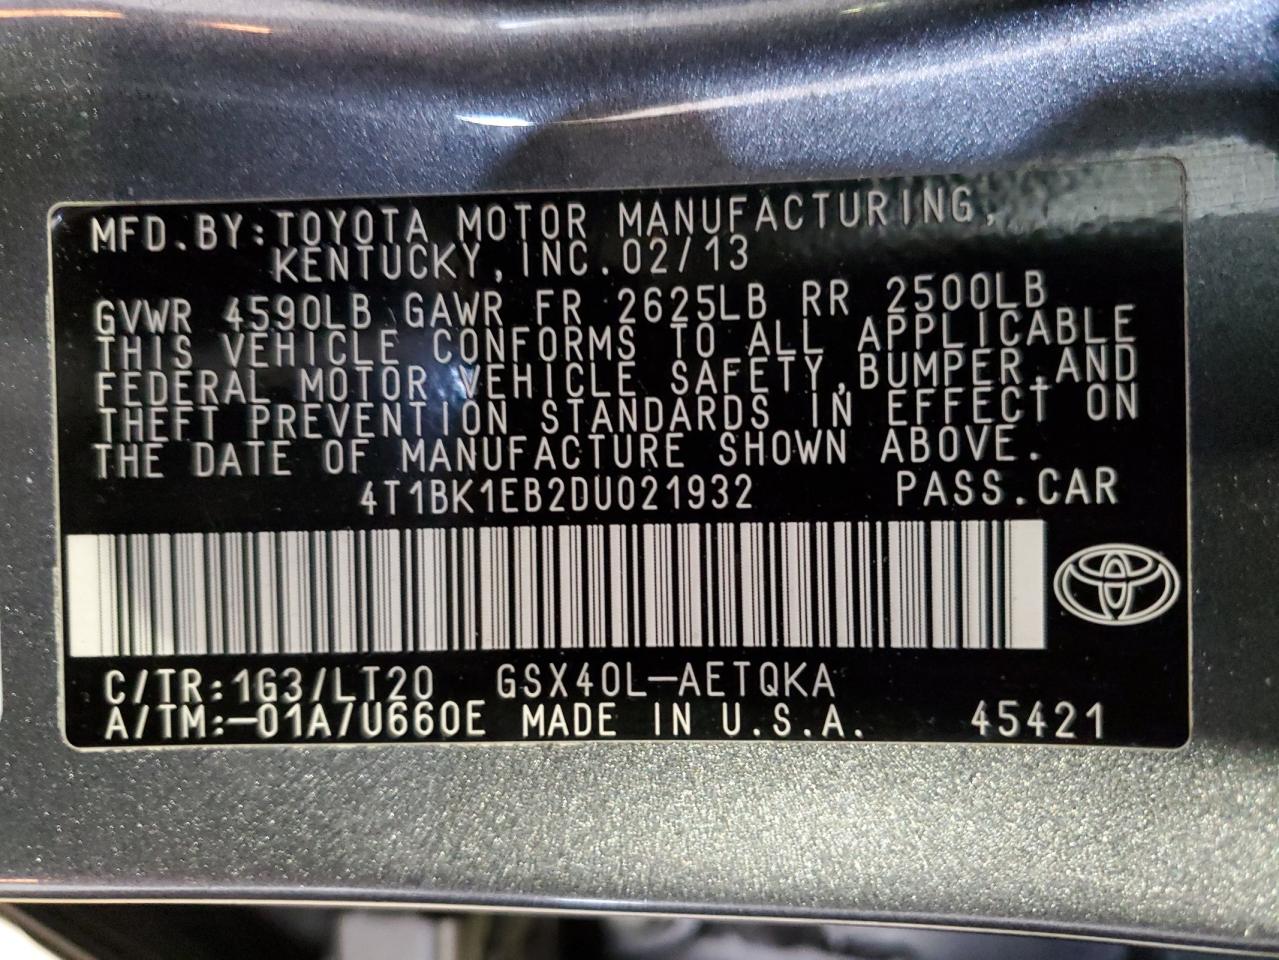 MFD.BY:TOYOTA MOTOR MANUFACTURING,
KENTUCKY,INC.02/13
GVWR 4590LB GAWR FR 2625LB RR 2500LB
THIS VEHICLE CONFORMS TO ALL APPLICABLE
FEDERAL MOTOR VEHICLE SAFETY,BUMPER,AND
THEFT PREVENTION STANDARDS IN EFFECT ON
THE DATE OF MANUFACTURE SHOWN ABOVE.
4T1BK1EB2DU021932 PASS.CAR
C/TR:1G3/LT20 GSX40L-AETQKA
A/TM:-01A/U660E MADE IN U.S.A. 45421